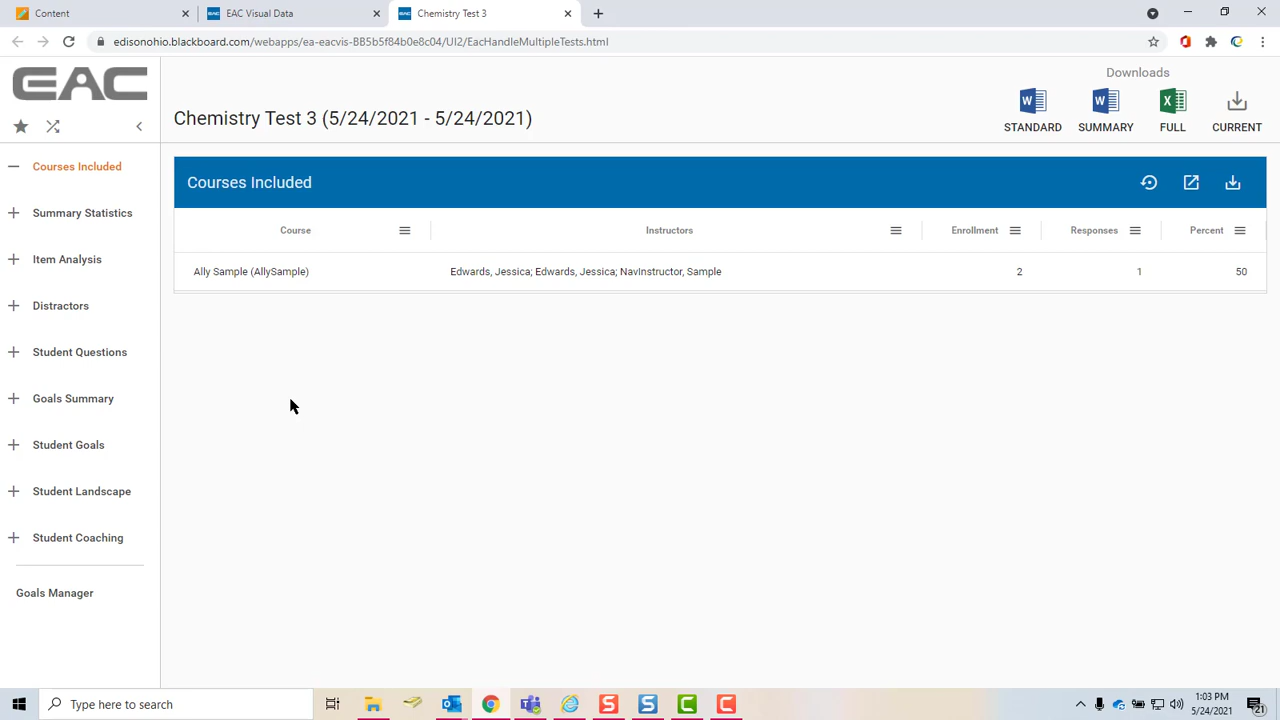 Content
EAC Visual Data
Chemistry Test 3
edisonohio.blackboard.com/webapps/ea-eacvis-BB5b5f84b0e8c04/UI2/EacHandleMultipleTests.html
EAC
Downloads
Chemistry Test 3 (5/24/2021 - 5/24/2021)
STANDARD SUMMARY FULL CURRENT
Courses Included
Summary Statistics
Item Analysis
Distractors
Student Questions
Goals Summary
Student Goals
Student Landscape
Student Coaching
Goals Manager
Courses Included
Course Instructors Enrollment Responses Percent
Ally Sample (AllySample) Edwards, Jessica; Edwards, Jessica; NavInstructor, Sample 2 1 50
Type here to search
1:03 PM
5/24/2021
21